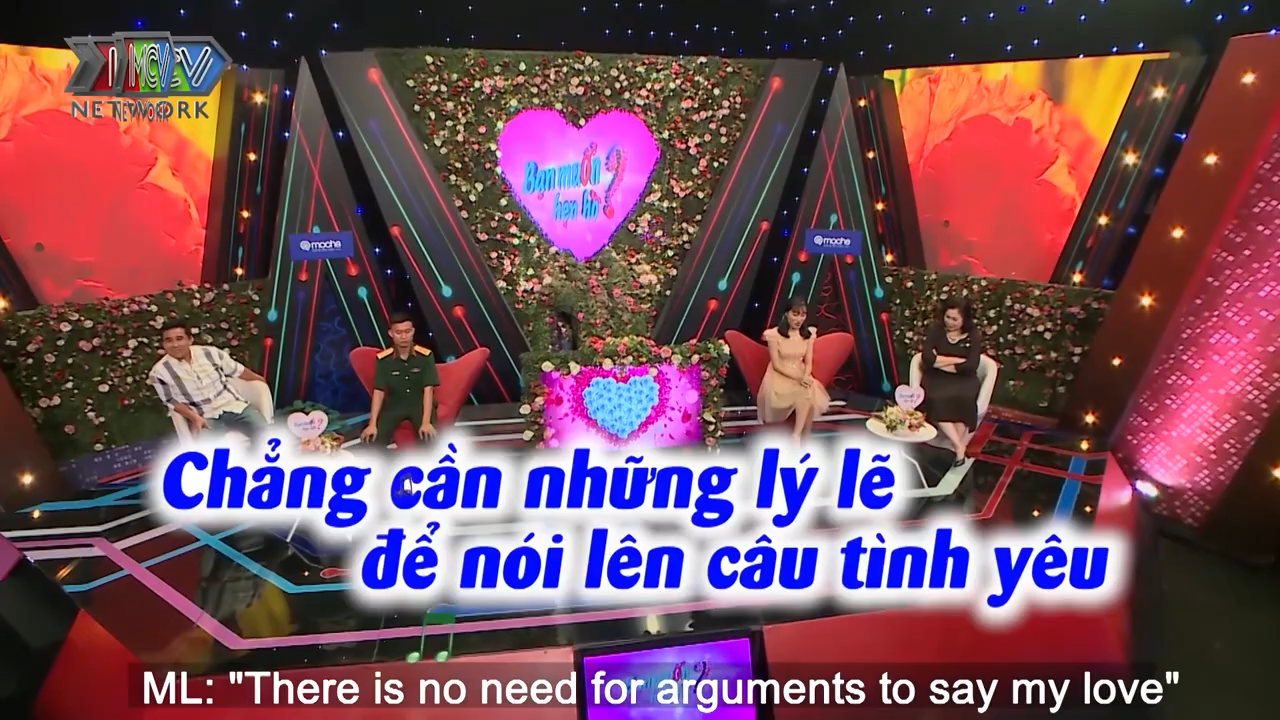 MCV
NETWORK
Bạn muốn
hẹn hò ?
mocha
mocha
Chẳng cần những lý lẽ
để nói lên câu tình yêu
ML: "There is no need for arguments to say my love"